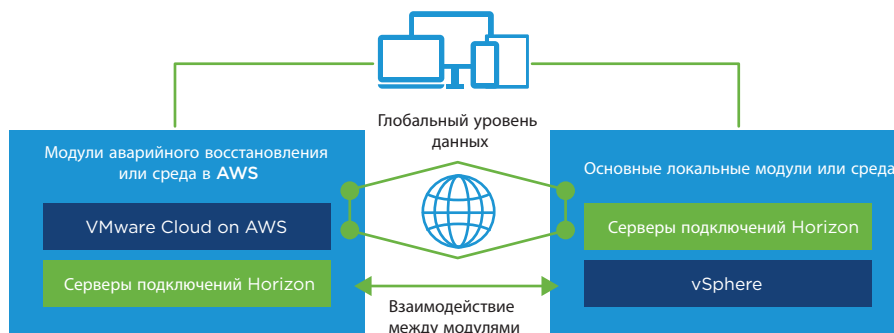 Глобальный уровень
данных
Модули аварийного восстановления
или среда в AWS
VMware Cloud on AWS
Серверы подключений Horizon
Основные локальные модули или среда
Серверы подключений Horizon
vSphere
Взаимодействие
между модулями